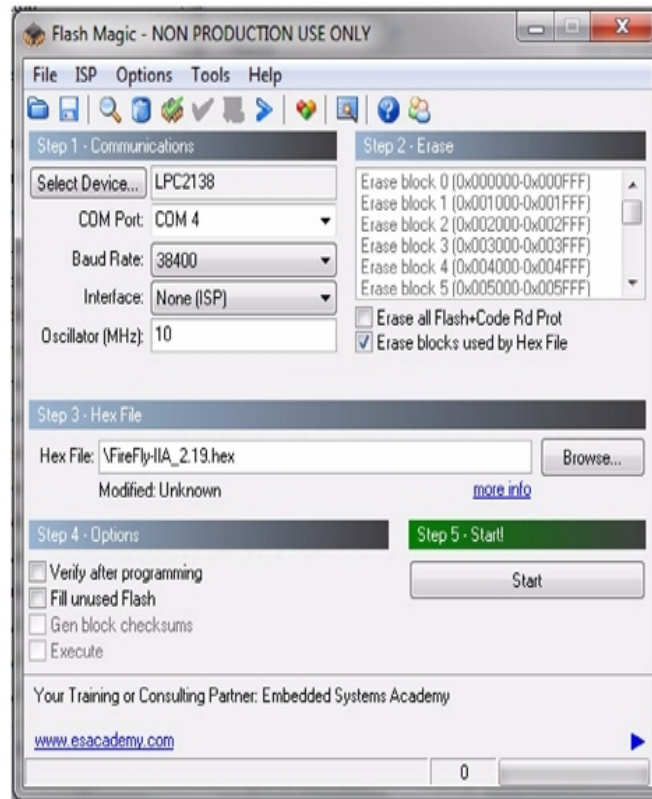 Flash Magic - NON PRODUCTION USE ONLY
File ISP Options Tools Help
Step 1 - Communications
Select Device... LPC2138
COM Port: COM 4
Baud Rate: 38400
Interface: None (ISP)
Oscillator (MHz): 10
Step 2 - Erase
Erase block 0 (0x000000-0x000FFF)
Erase block 1 (0x001000-0x001FFF)
Erase block 2 (0x002000-0x002FFF)
Erase block 3 (0x003000-0x003FFF)
Erase block 4 (0x004000-0x004FFF)
Erase block 5 (0x005000-0x005FFF)
Erase all Flash+Code Rd Prot
Erase blocks used by Hex File
Step 3 - Hex File
Hex File: \FireFly-IIA_2.19.hex Browse...
Modified: Unknown more info
Step 4 - Options
Verify after programming
Fill unused Flash
Gen block checksums
Execute
Step 5 - Start!
Start
Your Training or Consulting Partner: Embedded Systems Academy
www.esacademy.com
0